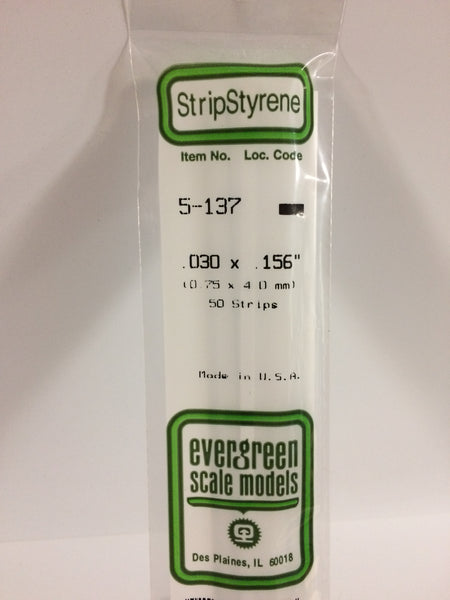 StripStyrene
Item No. Loc. Code
5-137
.030 x .156"
(0.75 x 4.0 mm)
50 Strips
Made in U.S.A.
evergreen
scale models
Des Plaines, IL 60018